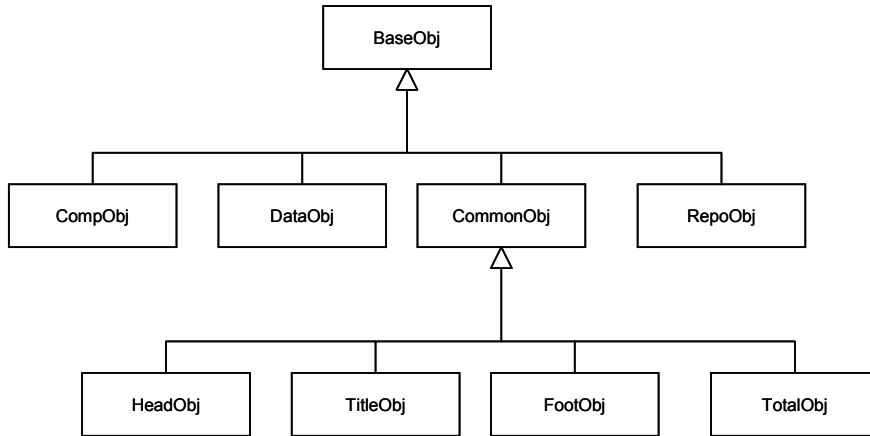 BaseObj
CompObj
DataObj
CommonObj
RepoObj
HeadObj
TitleObj
FootObj
TotalObj